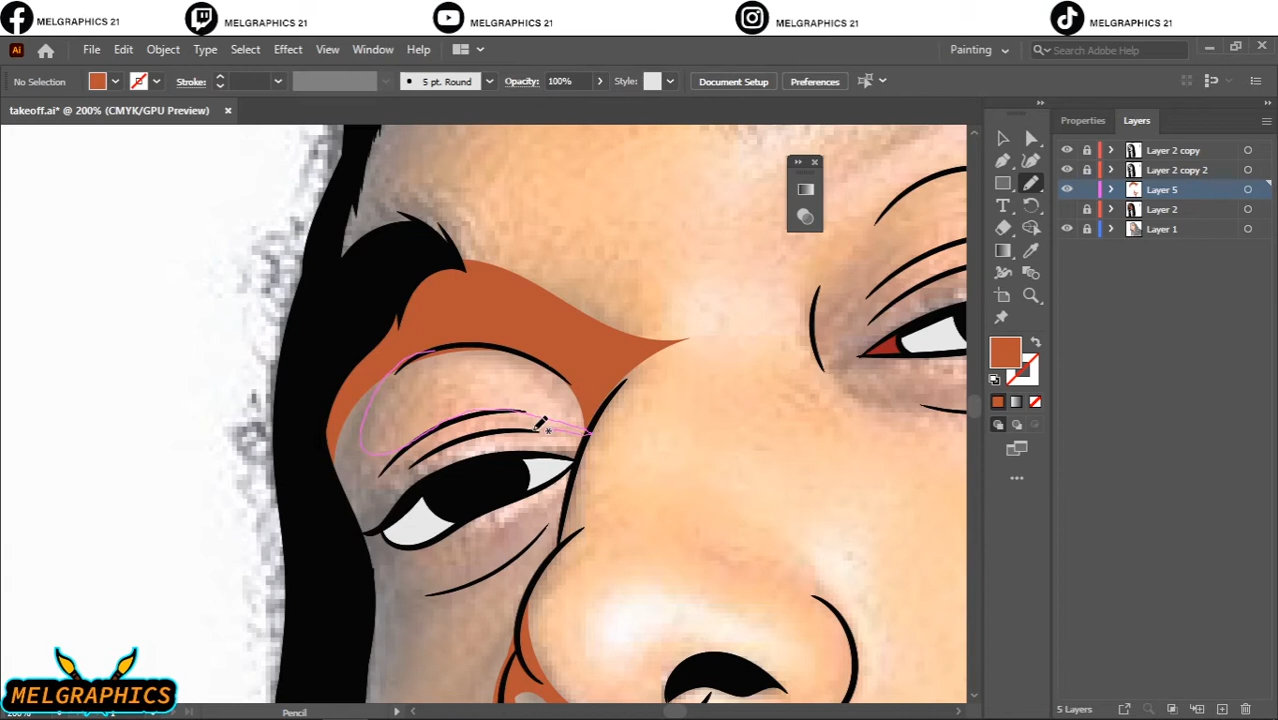 MELGRAPHICS 21
MELGRAPHICS 21
MELGRAPHICS 21
MELGRAPHICS 21
MELGRAPHICS 21
Ai File Edit Object Type Select Effect View Window Help Painting Search Adobe Help
No Selection Stroke: 5 pt. Round Opacity: 100% Style: Document Setup Preferences
takeoff.ai* @ 200% (CMYK/GPU Preview)
Properties Layers
Layer 2 copy
Layer 2 copy 2
Layer 5
Layer 2
Layer 1
MELGRAPHICS
Pencil
5 Layers